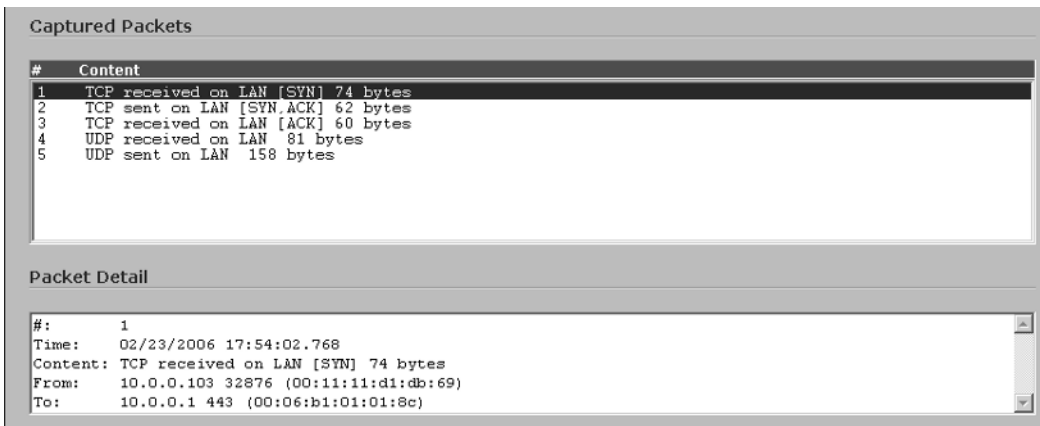 Captured Packets
# Content
1 TCP received on LAN [SYN] 74 bytes
2 TCP sent on LAN [SYN,ACK] 62 bytes
3 TCP received on LAN [ACK] 60 bytes
4 UDP received on LAN 81 bytes
5 UDP sent on LAN 158 bytes
Packet Detail
#: 1
Time: 02/23/2006 17:54:02.768
Content: TCP received on LAN [SYN] 74 bytes
From: 10.0.0.103 32876 (00:11:11:d1:db:69)
To: 10.0.0.1 443 (00:06:b1:01:01:8c)